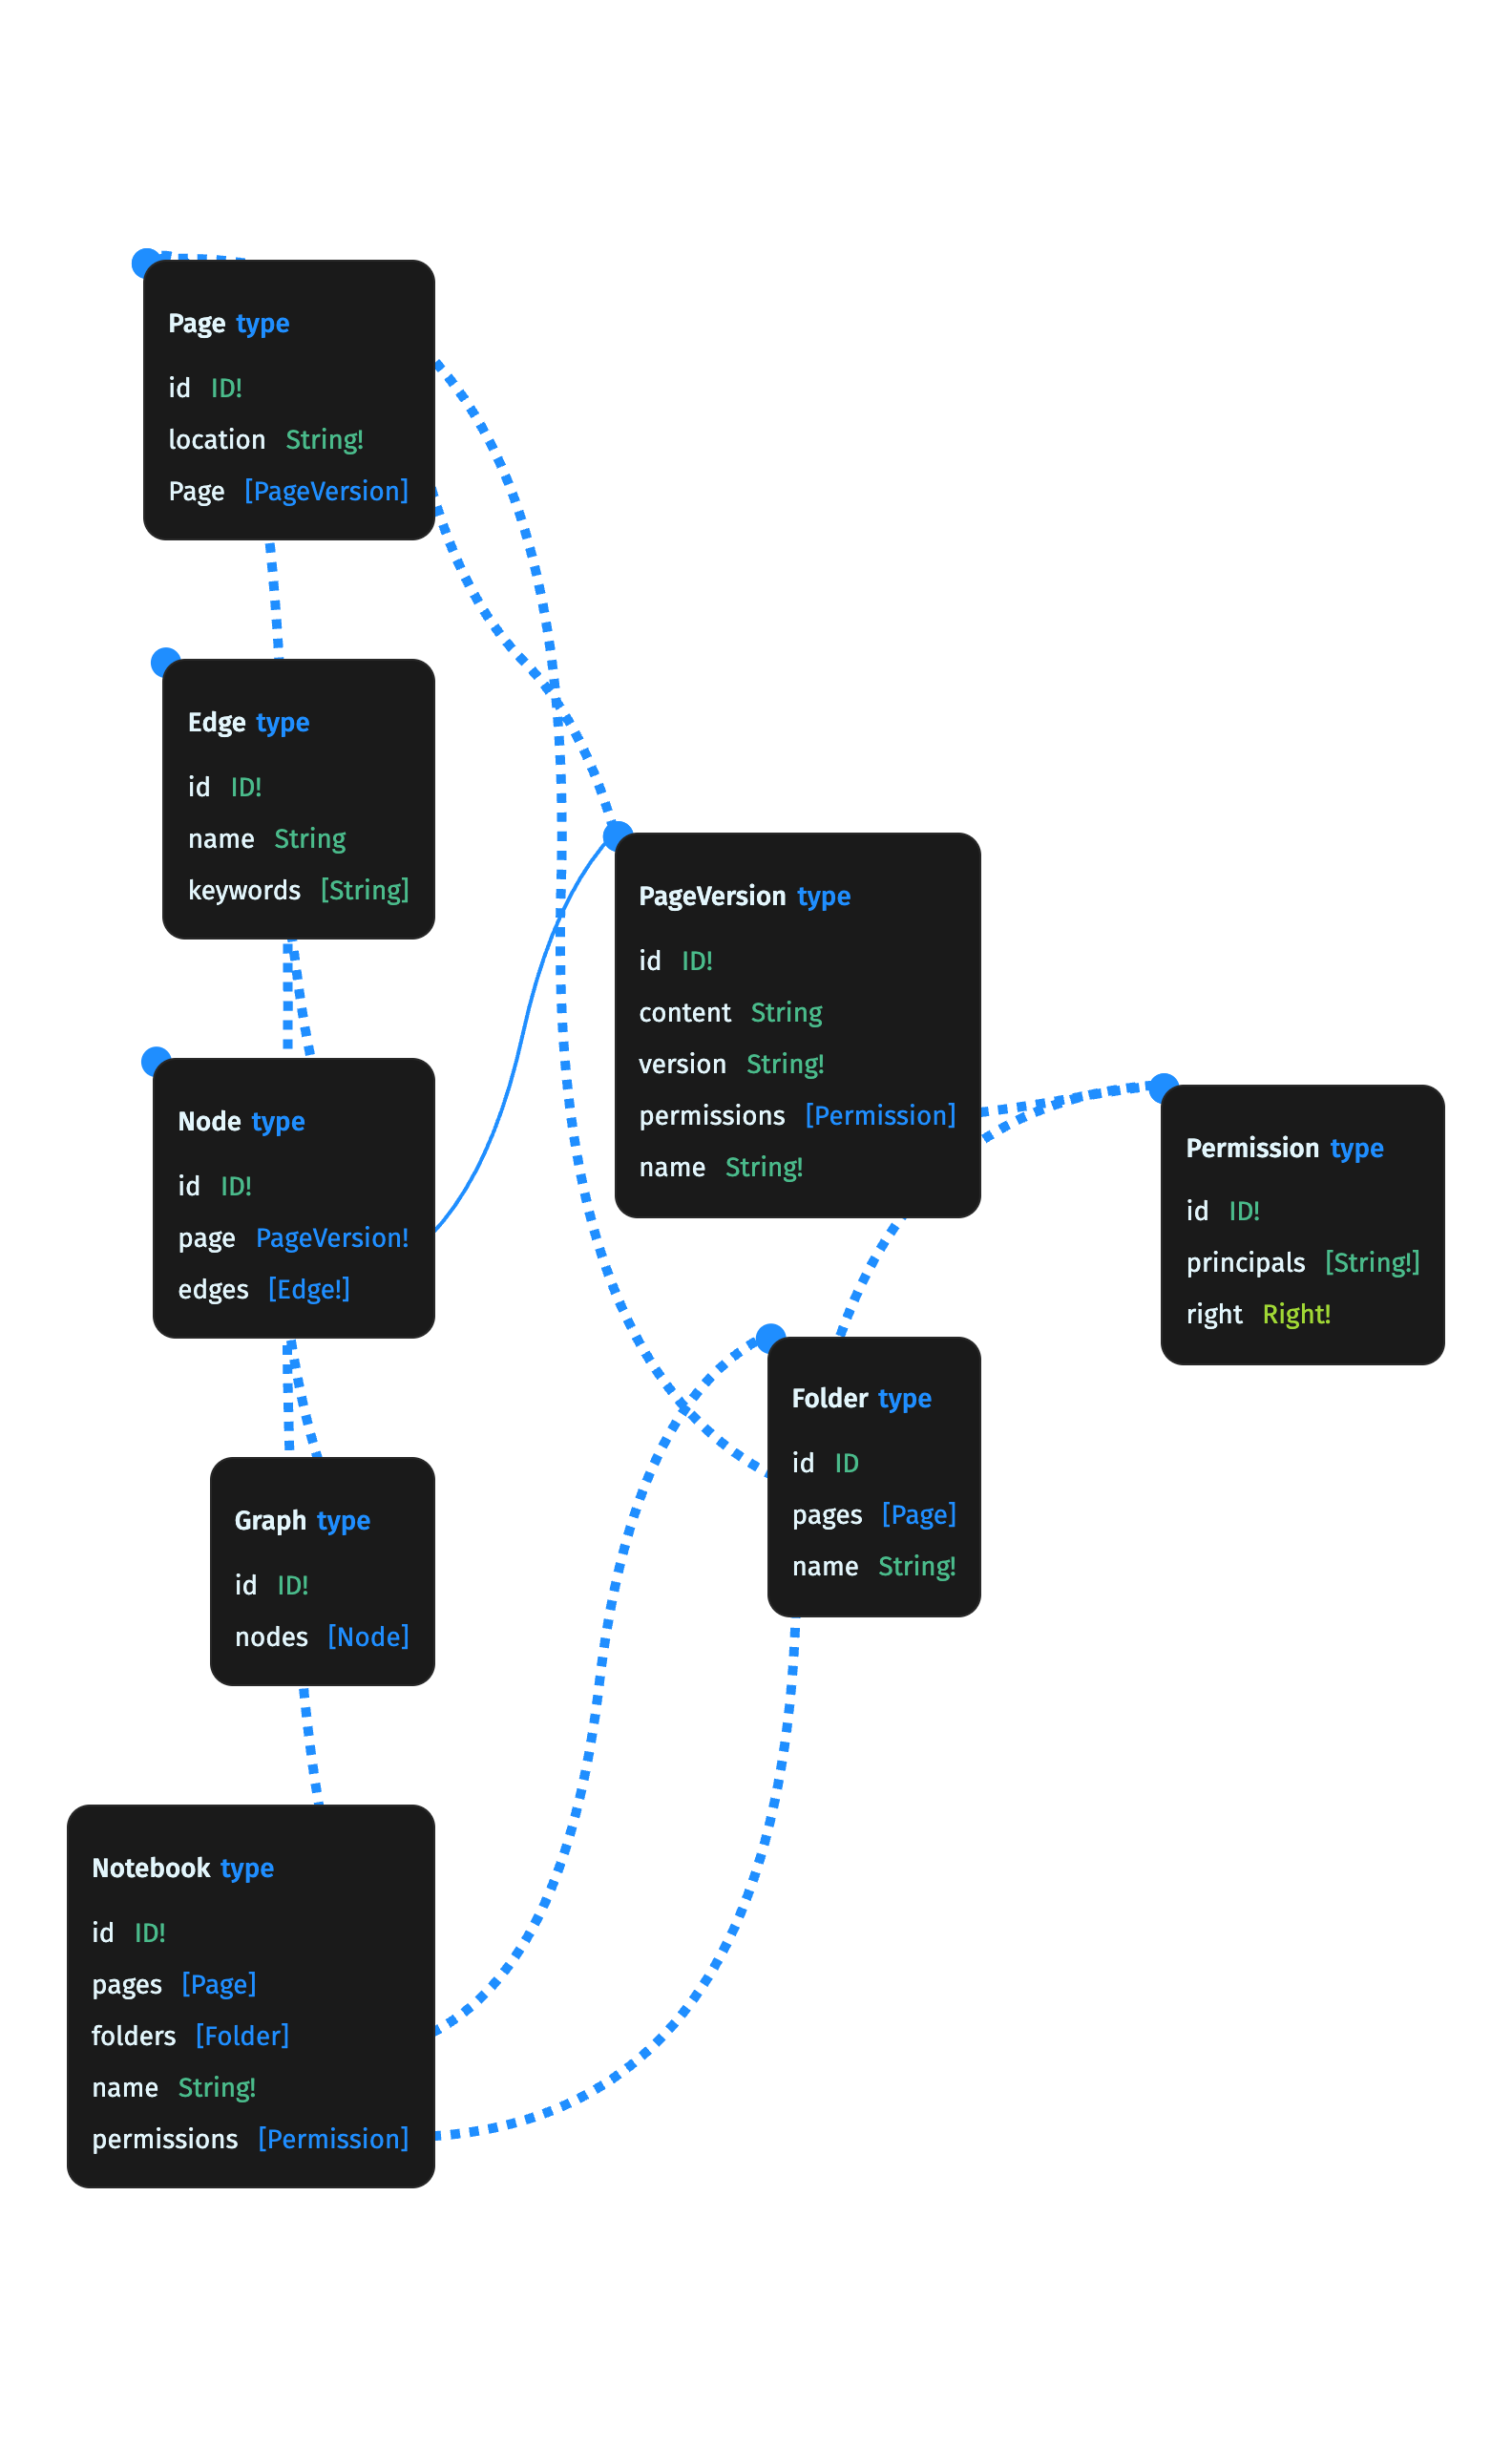 Page type
id ID!
location String!
Page [PageVersion]
Edge type
id ID!
name String
keywords [String]
Node type
id ID!
page PageVersion!
edges [Edge!]
Graph type
id ID!
nodes [Node]
Notebook type
id ID!
pages [Page]
folders [Folder]
name String!
permissions [Permission]
PageVersion type
id ID!
content String
version String!
permissions [Permission]
name String!
Folder type
id ID
pages [Page]
name String!
Permission type
id ID!
principals [String!]
right Right!